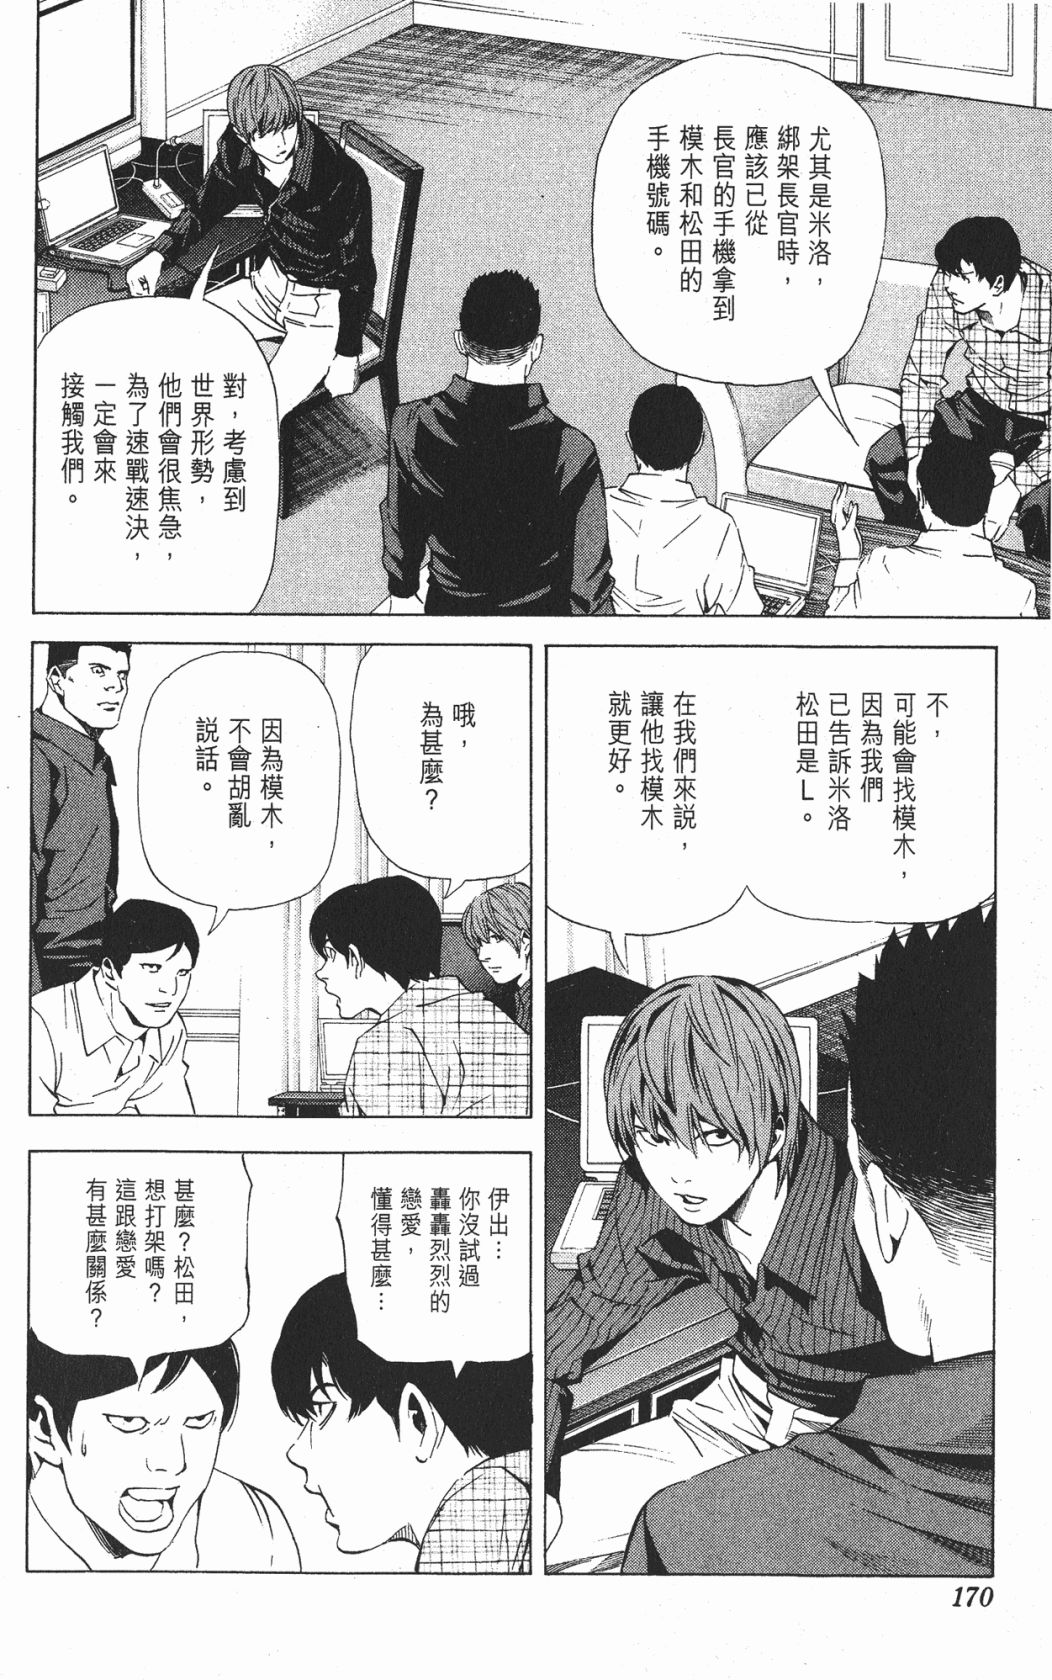 尤其是米洛，
綁架長官時，
應該已從
長官的手機拿到
模木和松田的
手機號碼。
對，考慮到
世界形勢，
他們會很焦急，
為了速戰速決，
一定會來
接觸我們。
不，
可能會找模木，
因為我們
已告訴米洛
松田是L。
在我們來說，
讓他找模木
就更好。
哦，
為甚麼？
因為模木，
不會胡亂
説話。
伊出…
你沒試過
轟轟烈烈的
戀愛，
懂得甚麼…
甚麼？松田，
想打架嗎？
這跟戀愛
有甚麼關係？
170